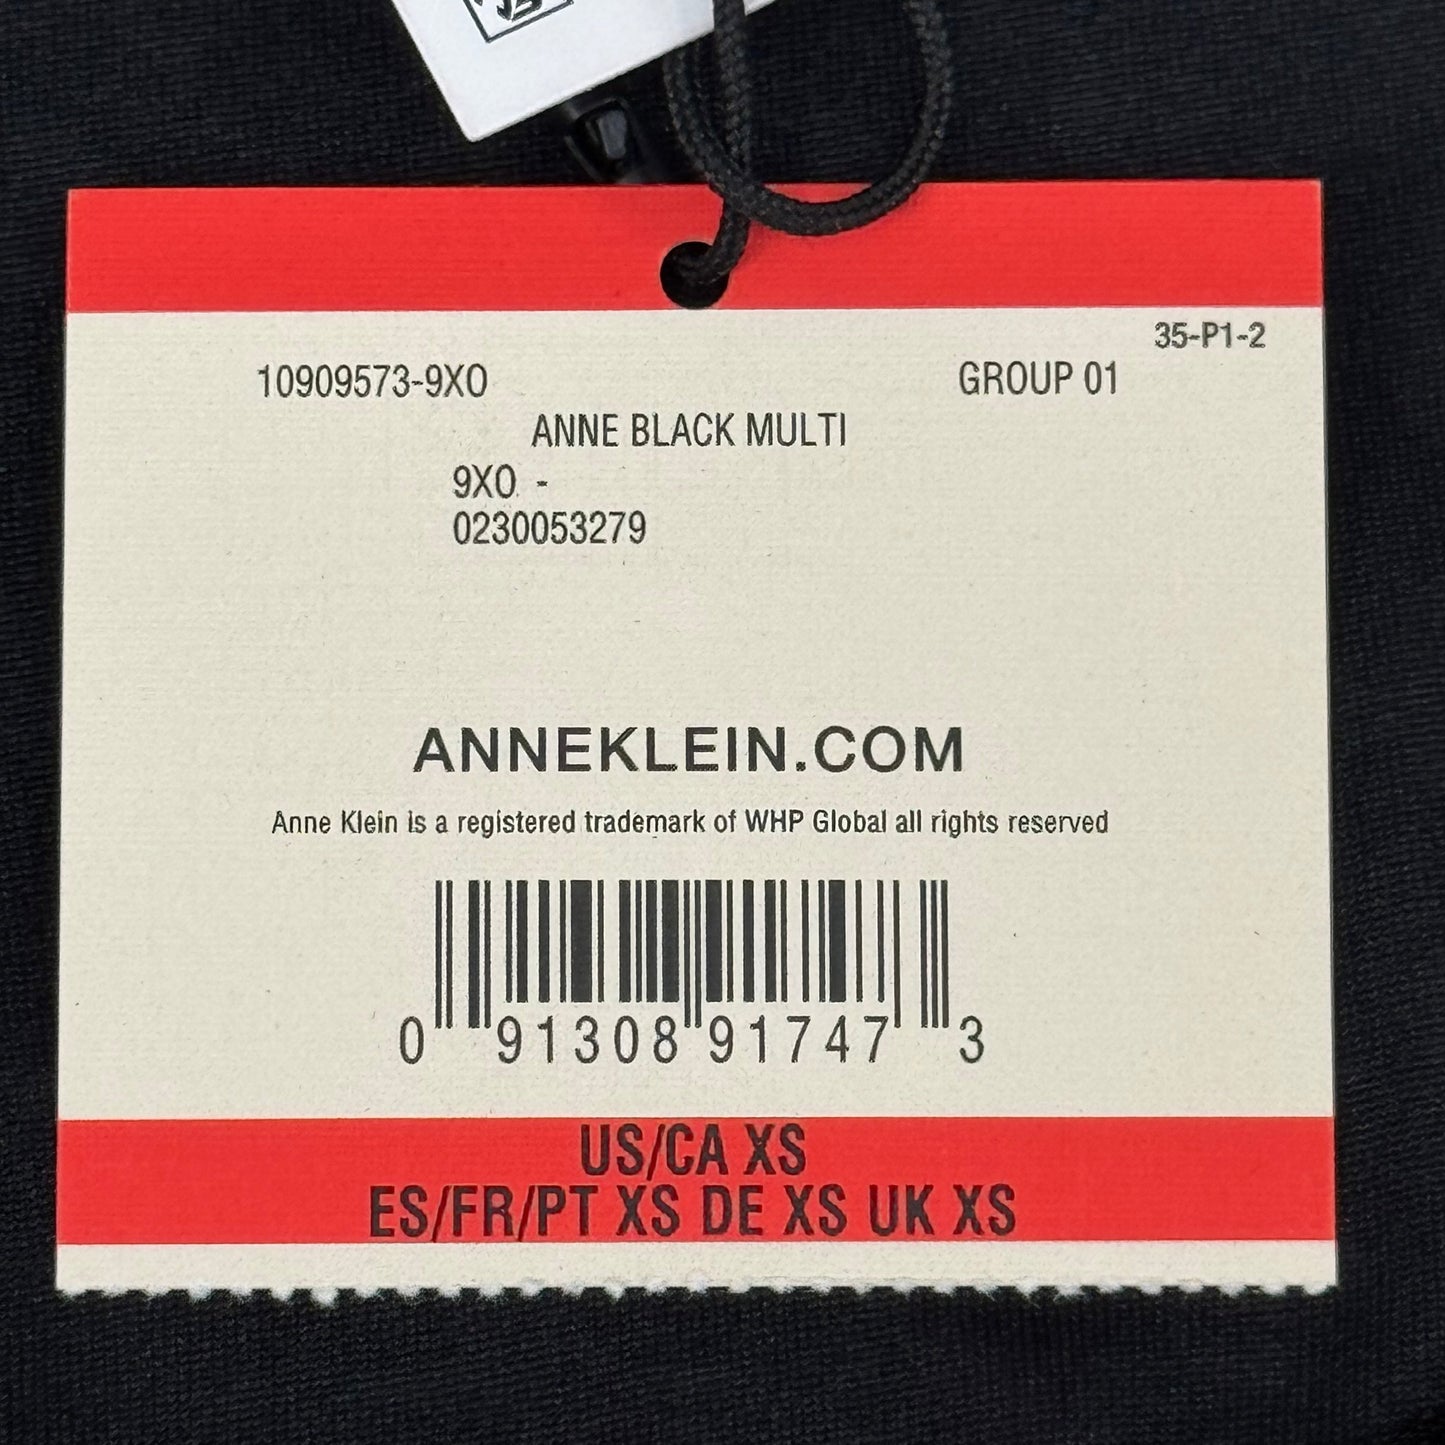 35-P1-2
10909573-9XO GROUP 01
ANNE BLACK MULTI
9XO -
0230053279
ANNEKLEIN.COM
Anne Klein is a registered trademark of WHP Global all rights reserved
0 91308 91747 3
US/CA XS
ES/FR/PT XS DE XS UK XS